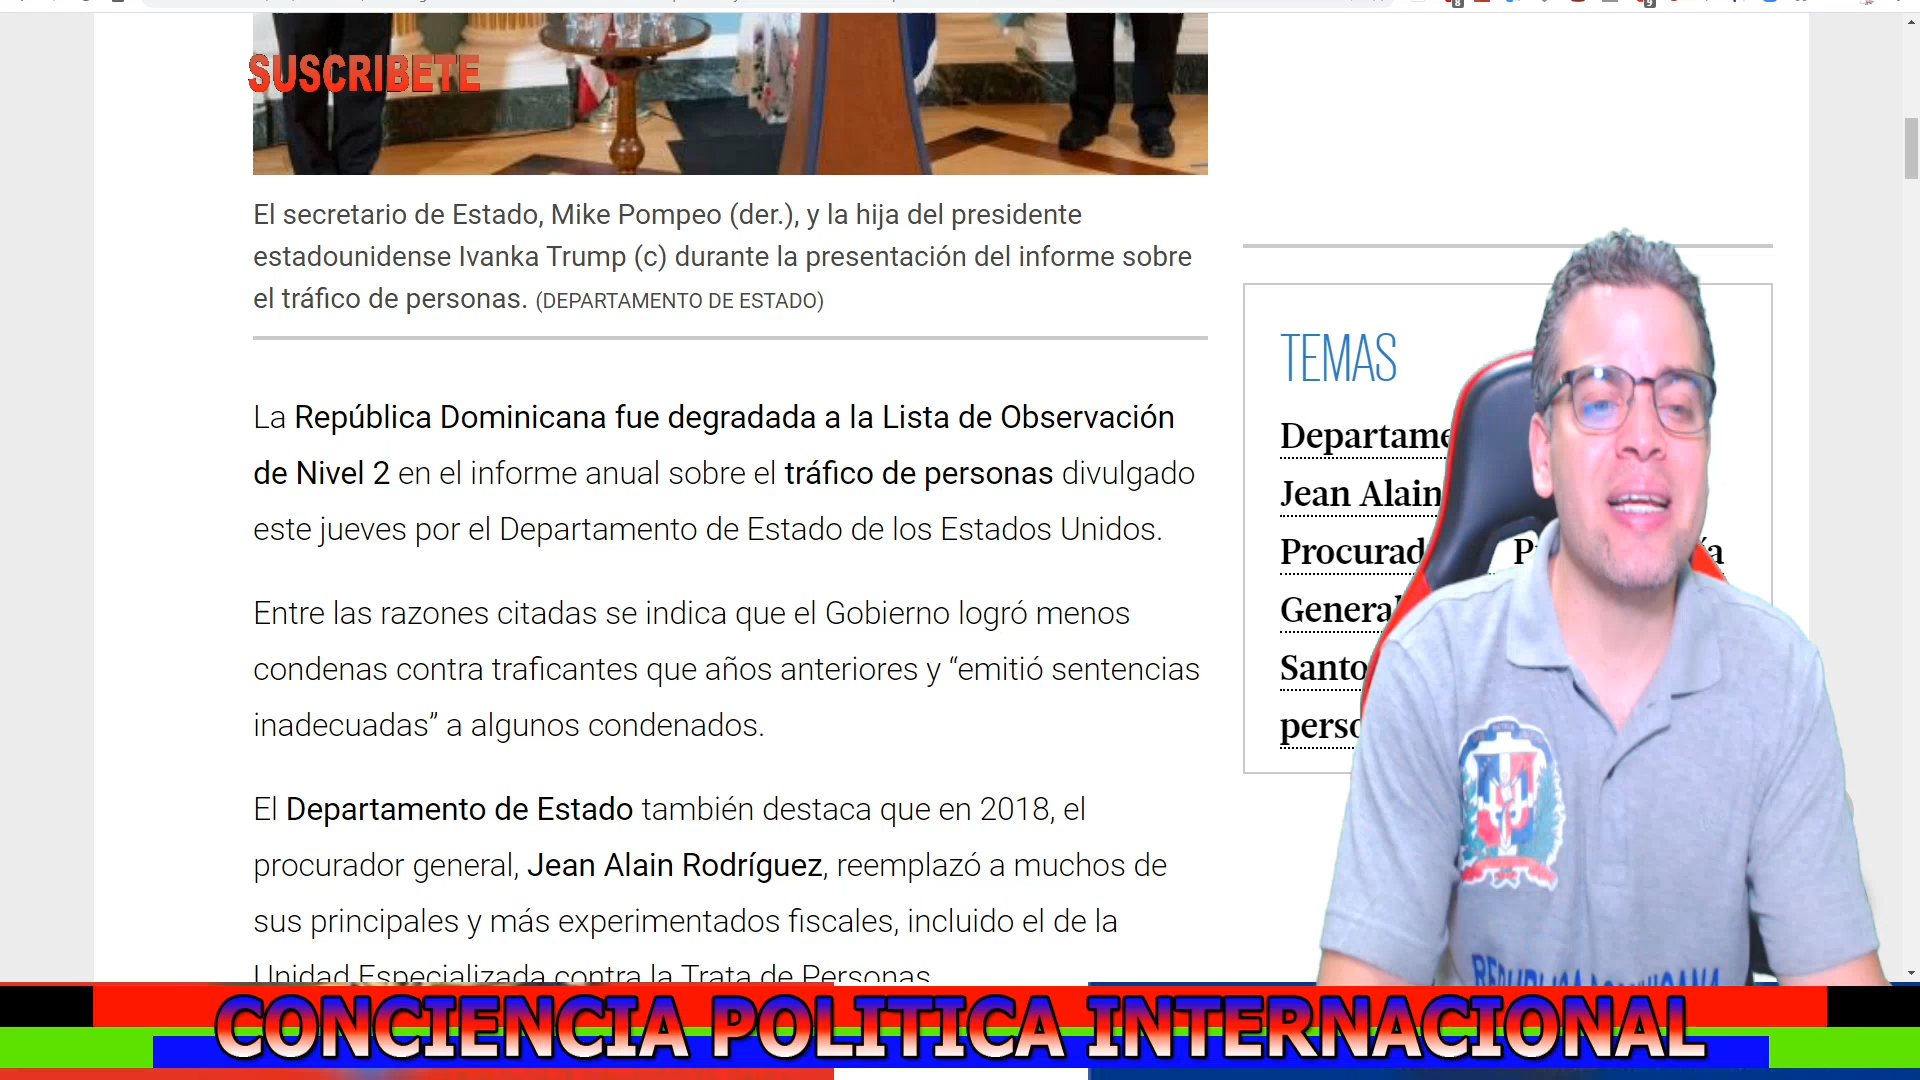 SUSCRIBETE
El secretario de Estado, Mike Pompeo (der.), y la hija del presidente
estadounidense Ivanka Trump (c) durante la presentación del informe sobre
el tráfico de personas. (DEPARTAMENTO DE ESTADO)
La República Dominicana fue degradada a la Lista de Observación
de Nivel 2 en el informe anual sobre el tráfico de personas divulgado
este jueves por el Departamento de Estado de los Estados Unidos.
Entre las razones citadas se indica que el Gobierno logró menos
condenas contra traficantes que años anteriores y “emitió sentencias
inadecuadas” a algunos condenados.
El Departamento de Estado también destaca que en 2018, el
procurador general, Jean Alain Rodríguez, reemplazó a muchos de
sus principales y más experimentados fiscales, incluido el de la
Unidad Especializada contra la Trata de Personas
TEMAS
Jean Alain
REPUBLICA DOMINICANA
CONCIENCIA POLITICA INTERNACIONAL